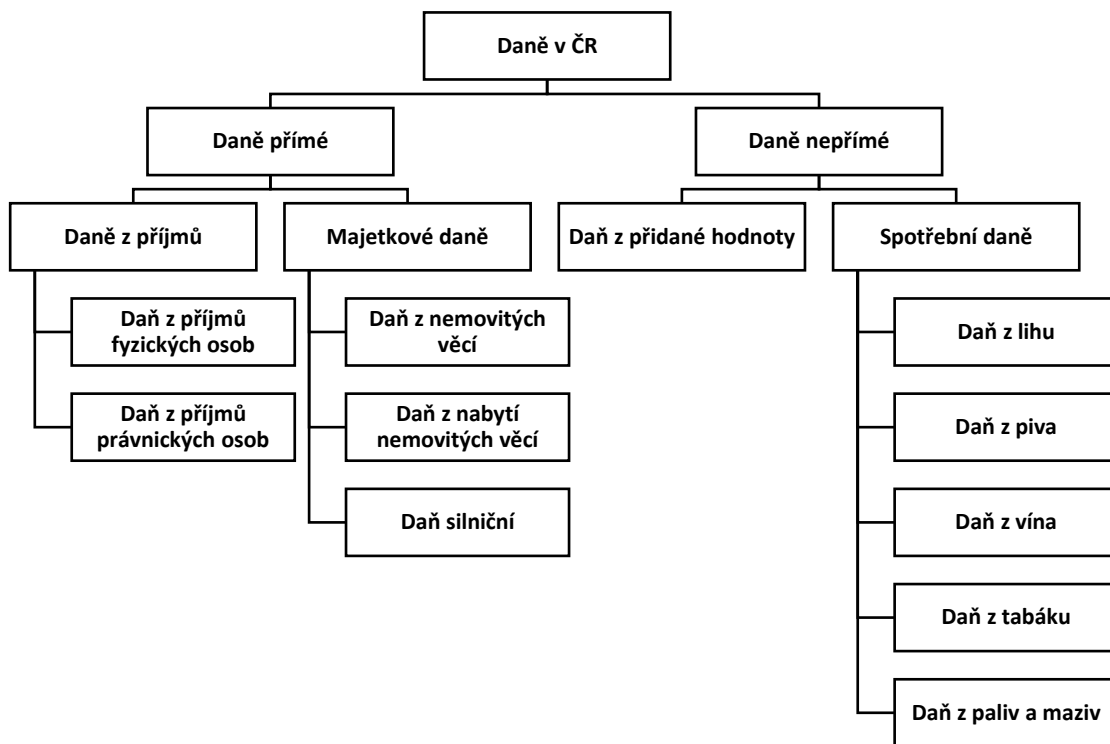 Daně v ČR
Daně přímé
Daně nepřímé
Daně z příjmů
Majetkové daně
Daň z přidané hodnoty
Spotřební daně
Daň z příjmů
fyzických osob
Daň z příjmů
právnických osob
Daň z nemovitých
věcí
Daň z nabytí
nemovitých věcí
Daň silniční
Daň z lihu
Daň z piva
Daň z vína
Daň z tabáku
Daň z paliv a maziv